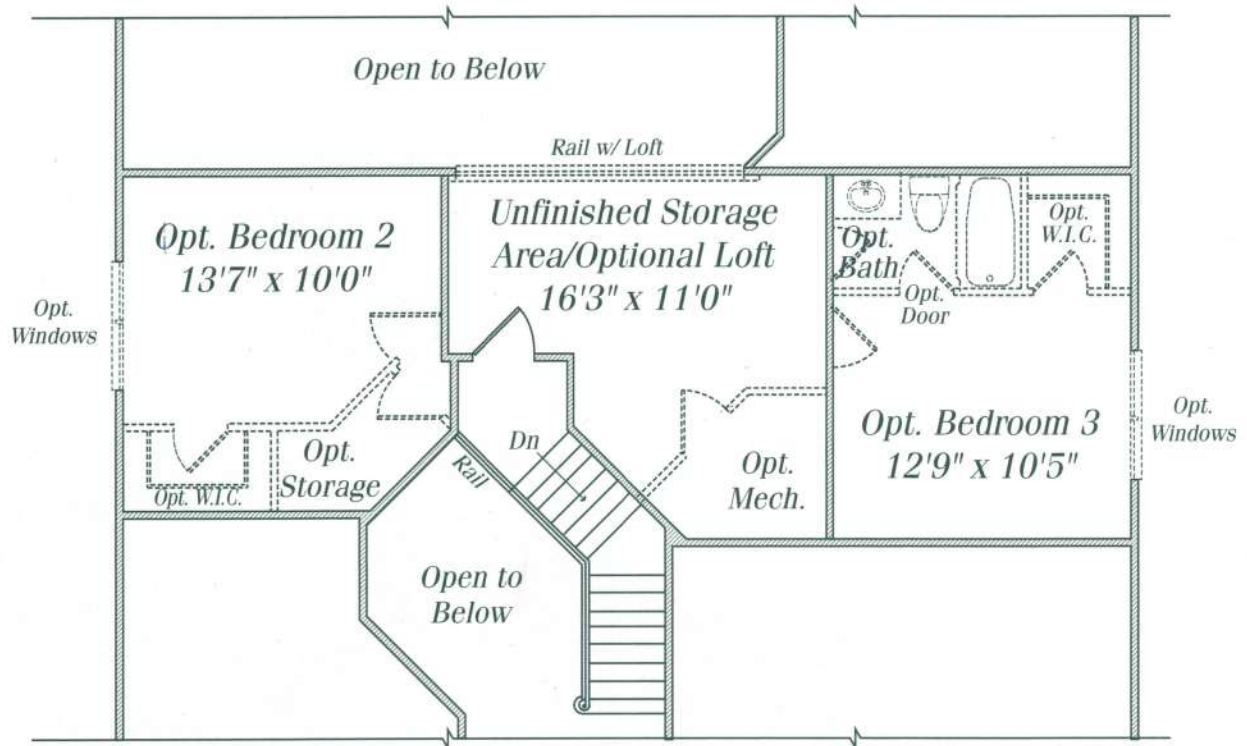 Open to Below
Rail w/ Loft
Opt. Bedroom 2
13'7" x 10'0"
Unfinished Storage
Area/Optional Loft
16'3" x 11'0"
Opt.
Bath
Opt.
W.I.C.
Opt.
Door
Opt.
Windows
Opt. W.I.C.
Opt.
Storage
Rail
Dn
Opt.
Mech.
Opt. Bedroom 3
12'9" x 10'5"
Opt.
Windows
Open to
Below